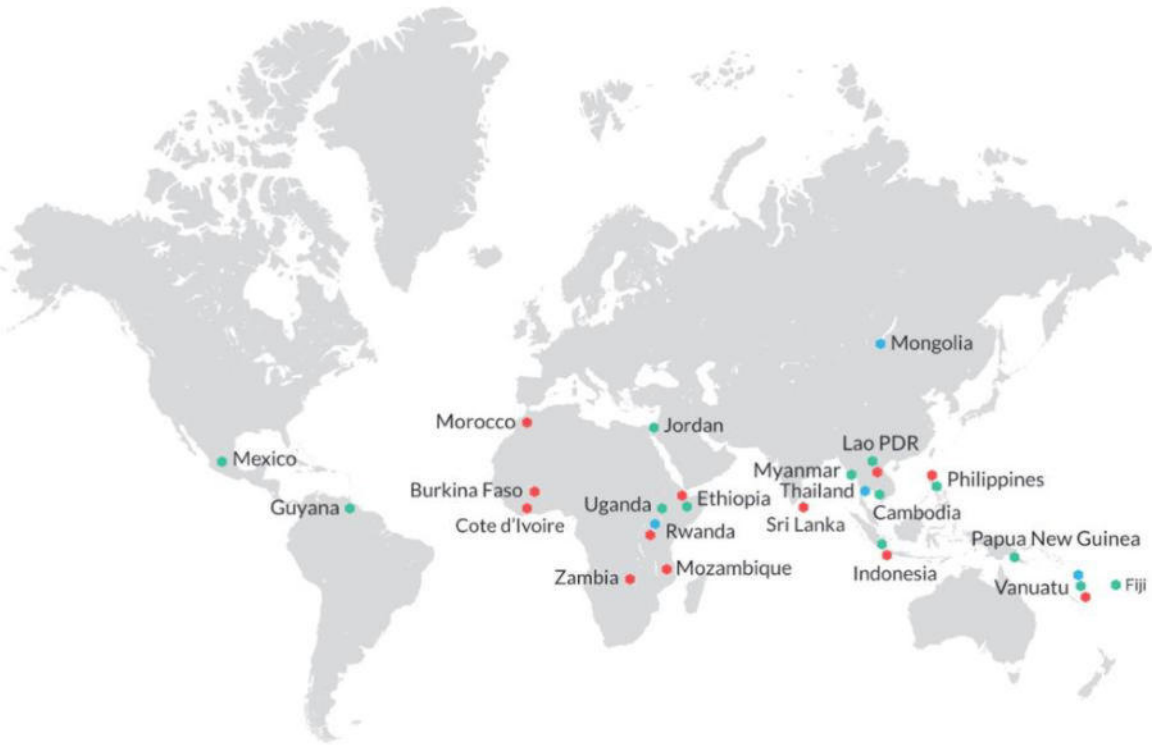 Mongolia
Morocco
Jordan
Lao PDR
Mexico
Myanmar
Philippines
Burkina Faso
Thailand
Uganda
Ethiopia
Guyana
Cambodia
Cote d'Ivoire
Sri Lanka
Rwanda
Papua New Guinea
Mozambique
Indonesia
Zambia
Vanuatu
Fiji